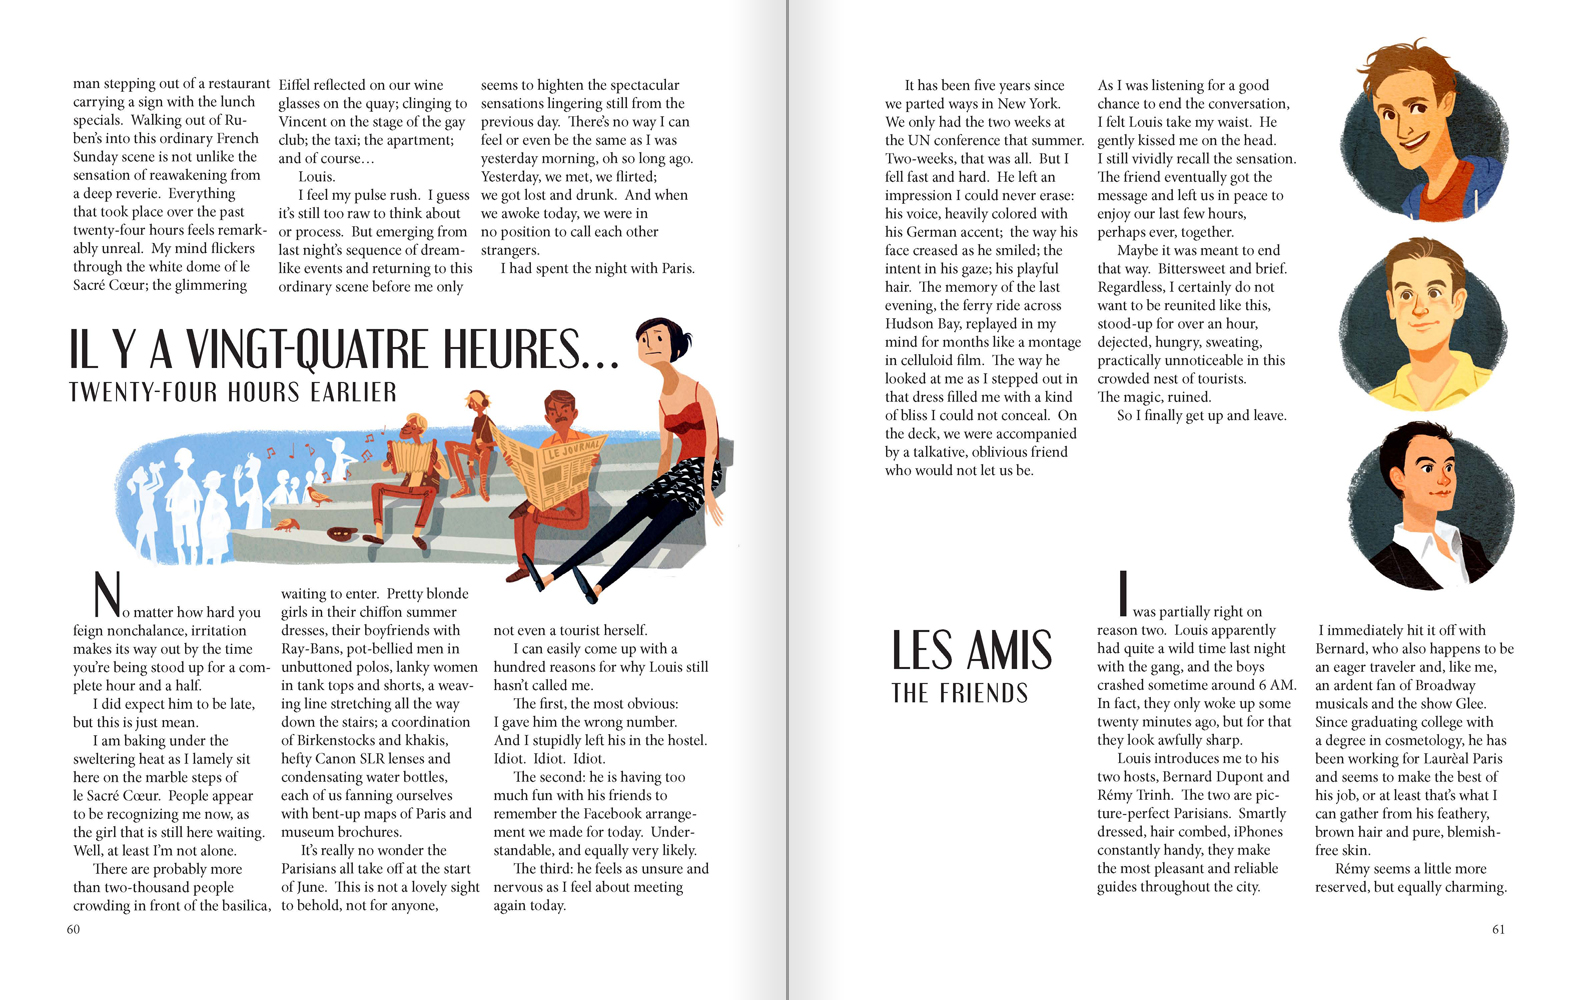 man stepping out of a restaurant
carrying a sign with the lunch
specials.  Walking out of Ru-
ben's into this ordinary French
Sunday scene is not unlike the
sensation of reawakening from
a deep reverie.  Everything
that took place over the past
twenty-four hours feels remark-
ably unreal.  My mind flickers
through the white dome of le
Sacré Cœur; the glimmering
Eiffel reflected on our wine
glasses on the quay; clinging to
Vincent on the stage of the gay
club; the taxi; the apartment;
and of course…
Louis.
I feel my pulse rush.  I guess
it's still too raw to think about
or process.  But emerging from
last night's sequence of dream-
like events and returning to this
ordinary scene before me only
seems to highten the spectacular
sensations lingering still from the
previous day.  There's no way I can
feel or even be the same as I was
yesterday morning, oh so long ago.
Yesterday, we met, we flirted;
we got lost and drunk.  And when
we awoke today, we were in
no position to call each other
strangers.
I had spent the night with Paris.
IL Y A VINGT-QUATRE HEURES...
TWENTY-FOUR HOURS EARLIER
LE JOURNAL
No matter how hard you
feign nonchalance, irritation
makes its way out by the time
you're being stood up for a com-
plete hour and a half.
I did expect him to be late,
but this is just mean.
I am baking under the
sweltering heat as I lamely sit
here on the marble steps of
le Sacré Cœur.  People appear
to be recognizing me now, as
the girl that is still here waiting.
Well, at least I'm not alone.
There are probably more
than two-thousand people
crowding in front of the basilica,
waiting to enter.  Pretty blonde
girls in their chiffon summer
dresses, their boyfriends with
Ray-Bans, pot-bellied men in
unbuttoned polos, lanky women
in tank tops and shorts, a weav-
ing line stretching all the way
down the stairs; a coordination
of Birkenstocks and khakis,
hefty Canon SLR lenses and
condensating water bottles,
each of us fanning ourselves
with bent-up maps of Paris and
museum brochures.
It's really no wonder the
Parisians all take off at the start
of June.  This is not a lovely sight
to behold, not for anyone,
not even a tourist herself.
I can easily come up with a
hundred reasons for why Louis still
hasn't called me.
The first, the most obvious:
I gave him the wrong number.
And I stupidly left his in the hostel.
Idiot.  Idiot.  Idiot.
The second: he is having too
much fun with his friends to
remember the Facebook arrange-
ment we made for today.  Under-
standable, and equally very likely.
The third: he feels as unsure and
nervous as I feel about meeting
again today.
60
It has been five years since
we parted ways in New York.
We only had the two weeks at
the UN conference that summer.
Two-weeks, that was all.  But I
fell fast and hard.  He left an
impression I could never erase:
his voice, heavily colored with
his German accent;  the way his
face creased as he smiled; the
intent in his gaze; his playful
hair.  The memory of the last
evening, the ferry ride across
Hudson Bay, replayed in my
mind for months like a montage
in celluloid film.  The way he
looked at me as I stepped out in
that dress filled me with a kind
of bliss I could not conceal.  On
the deck, we were accompanied
by a talkative, oblivious friend
who would not let us be.
As I was listening for a good
chance to end the conversation,
I felt Louis take my waist.  He
gently kissed me on the head.
I still vividly recall the sensation.
The friend eventually got the
message and left us in peace to
enjoy our last few hours,
perhaps ever, together.
Maybe it was meant to end
that way.  Bittersweet and brief.
Regardless, I certainly do not
want to be reunited like this,
stood-up for over an hour,
dejected, hungry, sweating,
practically unnoticeable in this
crowded nest of tourists.
The magic, ruined.
So I finally get up and leave.
LES AMIS
THE FRIENDS
I was partially right on
reason two.  Louis apparently
had quite a wild time last night
with the gang, and the boys
crashed sometime around 6 AM.
In fact, they only woke up some
twenty minutes ago, but for that
they look awfully sharp.
Louis introduces me to his
two hosts, Bernard Dupont and
Rémy Trinh.  The two are pic-
ture-perfect Parisians.  Smartly
dressed, hair combed, iPhones
constantly handy, they make
the most pleasant and reliable
guides throughout the city.
I immediately hit it off with
Bernard, who also happens to be
an eager traveler and, like me,
an ardent fan of Broadway
musicals and the show Glee.
Since graduating college with
a degree in cosmetology, he has
been working for Laurèal Paris
and seems to make the best of
his job, or at least that's what I
can gather from his feathery,
brown hair and pure, blemish-
free skin.
Rémy seems a little more
reserved, but equally charming.
61